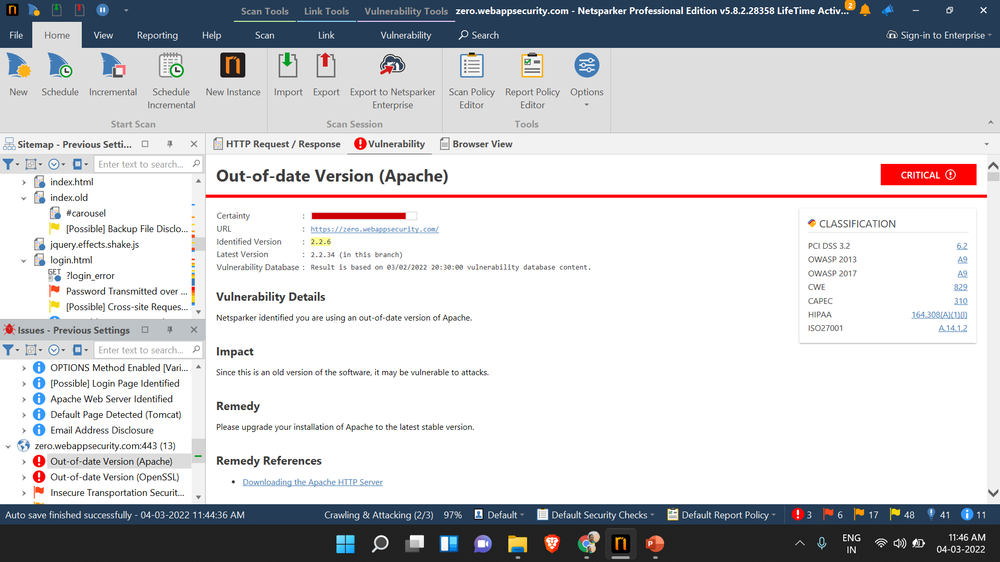 Scan Tools Link Tools Vulnerability Tools zero.webappsecurity.com - Netsparker Professional Edition v5.8.2.28358 LifeTime Activ... 2
File Home View Reporting Help Scan Link Vulnerability Search Sign-in to Enterprise
New Schedule Incremental Schedule Incremental New Instance Import Export Export to Netsparker Enterprise Scan Policy Editor Report Policy Editor Options
Start Scan Scan Session Tools
Sitemap - Previous Setti...
Enter text to search...
index.html
index.old
#carousel
[Possible] Backup File Disclo...
jquery.effects.shake.js
login.html
GET ?login_error
Password Transmitted over ...
[Possible] Cross-site Reques...
Issues - Previous Settings
Enter text to search...
OPTIONS Method Enabled [Vari...
[Possible] Login Page Identified
Apache Web Server Identified
Default Page Detected (Tomcat)
Email Address Disclosure
zero.webappsecurity.com:443 (13)
Out-of-date Version (Apache)
Out-of-date Version (OpenSSL)
Insecure Transportation Securit...
HTTP Request / Response Vulnerability Browser View
Out-of-date Version (Apache)
CRITICAL
Certainty :
URL : https://zero.webappsecurity.com/
Identified Version : 2.2.6
Latest Version : 2.2.34 (in this branch)
Vulnerability Database : Result is based on 03/02/2022 20:30:00 vulnerability database content.
Vulnerability Details
Netsparker identified you are using an out-of-date version of Apache.
Impact
Since this is an old version of the software, it may be vulnerable to attacks.
Remedy
Please upgrade your installation of Apache to the latest stable version.
Remedy References
Downloading the Apache HTTP Server
CLASSIFICATION
PCI DSS 3.2 6.2
OWASP 2013 A9
OWASP 2017 A9
CWE 829
CAPEC 310
HIPAA 164.308(A)(1)(I)
ISO27001 A.14.1.2
Auto save finished successfully - 04-03-2022 11:44:36 AM Crawling & Attacking (2/3) 97% Default Default Security Checks Default Report Policy 3 6 17 48 41 11
ENG 11:46 AM
IN 04-03-2022